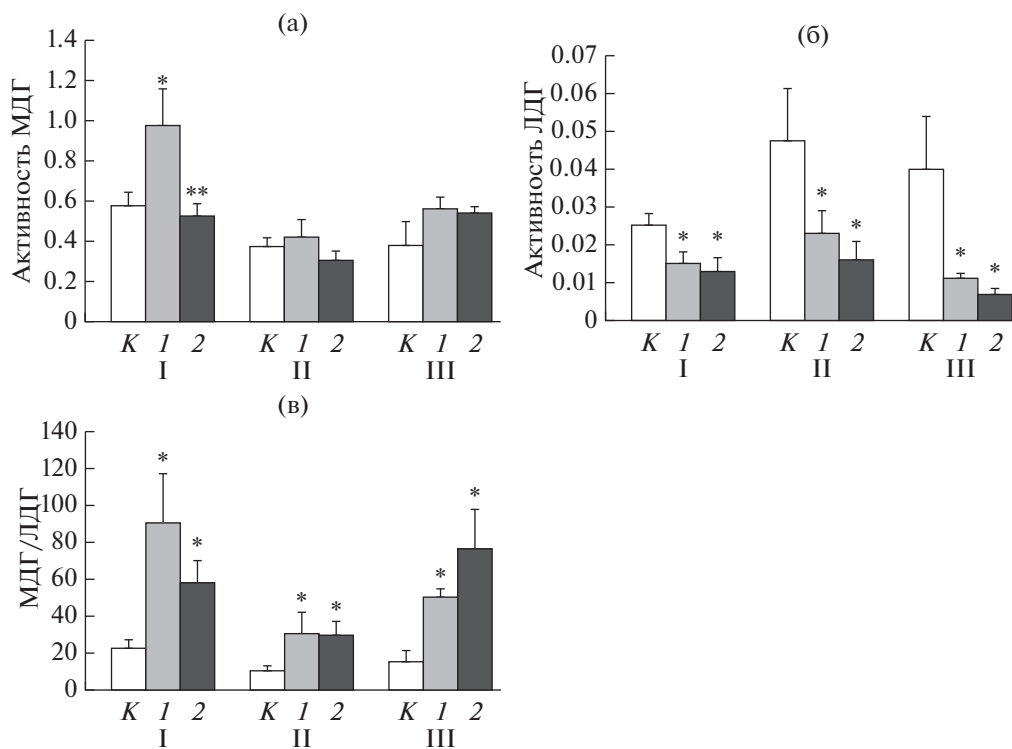 (а)
Активность МДГ
1.4
1.2
1.0
0.8
0.6
0.4
0.2
0
*
**
К 1 2 К 1 2 К 1 2
I II III
(б)
Активность ЛДГ
0.07
0.06
0.05
0.04
0.03
0.02
0.01
0
* *
* *
* *
К 1 2 К 1 2 К 1 2
I II III
(в)
МДГ/ЛДГ
140
120
100
80
60
40
20
0
* *
* *
* *
К 1 2 К 1 2 К 1 2
I II III